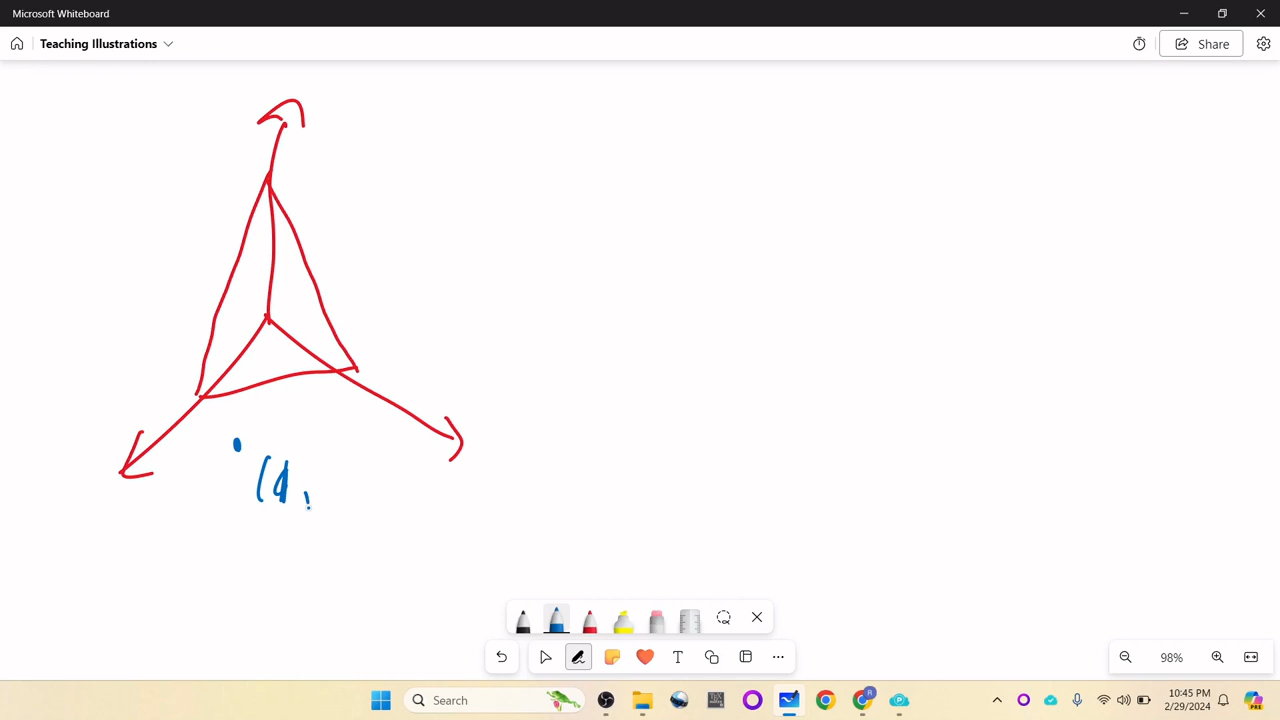 Microsoft Whiteboard
Teaching Illustrations
Share
(d,
98%
Search
10:45 PM
2/29/2024